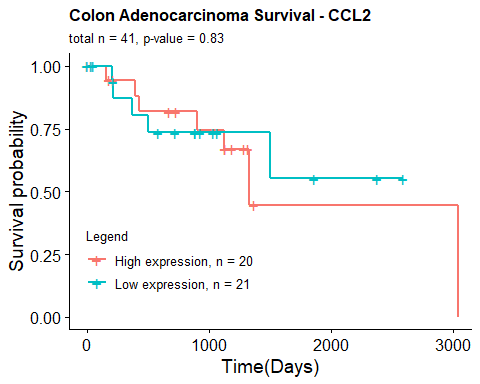 Colon Adenocarcinoma Survival - CCL2
total n = 41, p-value = 0.83
Survival probability
1.00
0.75
0.50
0.25
0.00
Legend
High expression, n = 20
Low expression, n = 21
0 1000 2000 3000
Time(Days)